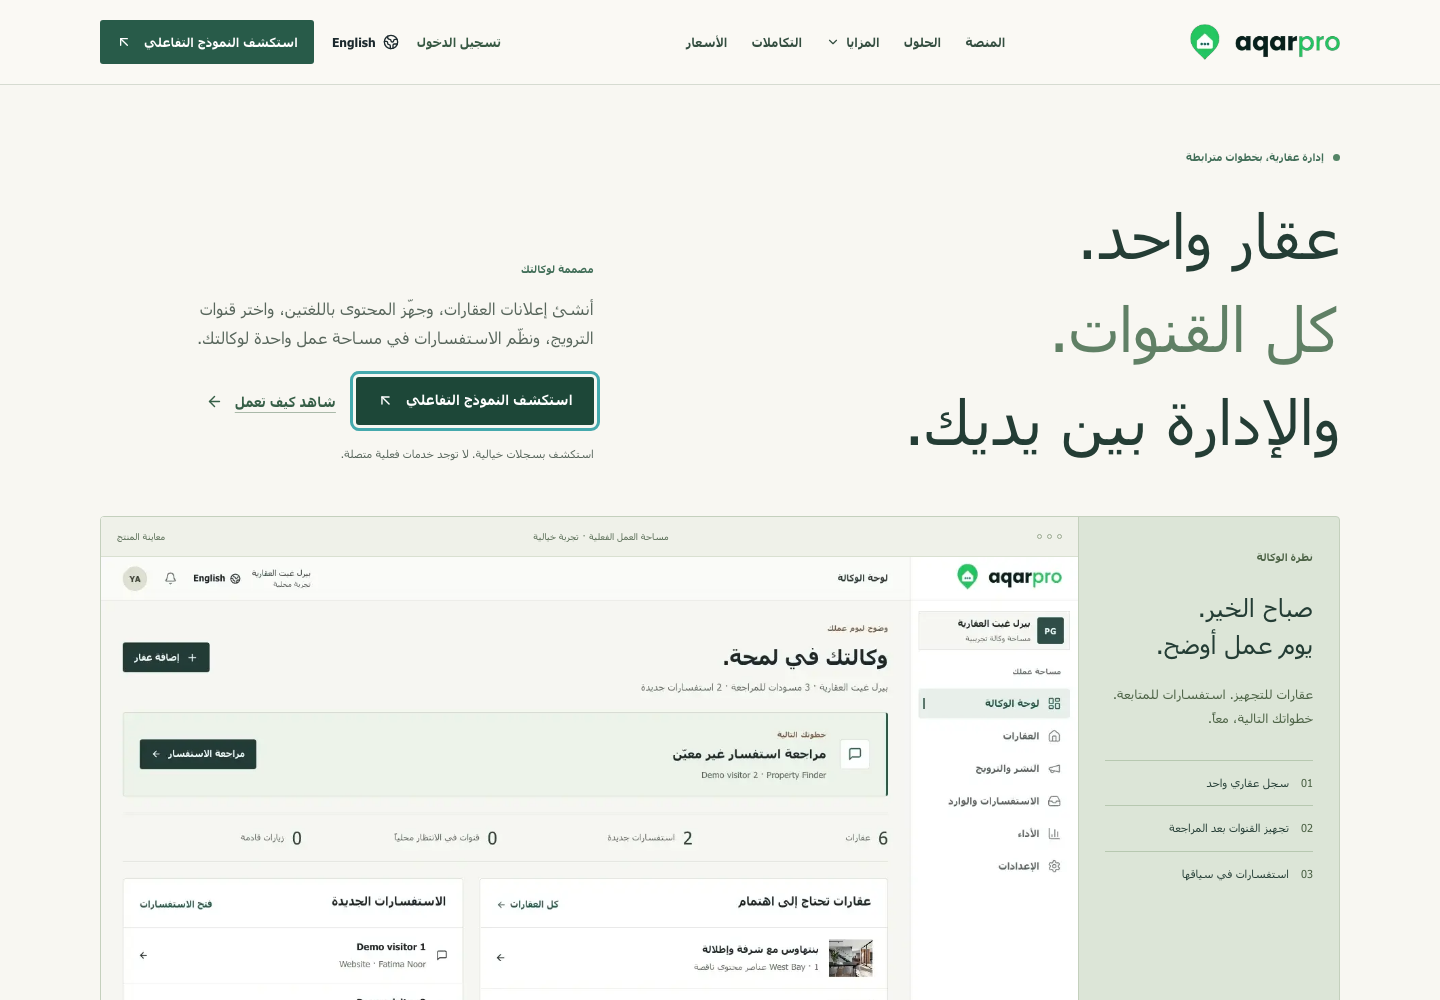 aqarpro
المنصة
الحلول
المزايا
التكاملات
الأسعار
تسجيل الدخول
English
استكشف النموذج التفاعلي
إدارة عقارية، بخطوات مترابطة
عقار واحد.
كل القنوات.
والإدارة بين يديك.
مصممة لوكالتك
أنشئ إعلانات العقارات، وجهّز المحتوى باللغتين، واختر قنوات
الترويج، ونظّم الاستفسارات في مساحة عمل واحدة لوكالتك.
استكشف النموذج التفاعلي
شاهد كيف تعمل
استكشف بسجلات خيالية. لا توجد خدمات فعلية متصلة.
نظرة الوكالة
صباح الخير.
يوم عمل أوضح.
عقارات للتجهيز. استفسارات للمتابعة.
خطواتك التالية، معاً.
01 سجل عقاري واحد
02 تجهيز القنوات بعد المراجعة
03 استفسارات في سياقها
مساحة العمل الفعلية · تجربة خيالية
معاينة المنتج
aqarpro
PG
بيرل غيت العقارية
مساحة وكالة تجريبية
مساحة عملك
لوحة الوكالة
العقارات
النشر والترويج
الاستفسارات والوارد
الأداء
الإعدادات
لوحة الوكالة
بيرل غيت العقارية
تجربة محلية
English
YA
وضوح ليوم عملك
وكالتك في لمحة.
بيرل غيت العقارية · 3 مسودات للمراجعة · 2 استفسارات جديدة
إضافة عقار
خطوتك التالية
مراجعة استفسار غير معيّن
Demo visitor 2 · Property Finder
مراجعة الاستفسار
6 عقارات
2 استفسارات جديدة
0 قنوات في الانتظار محلياً
0 زيارات قادمة
عقارات تحتاج إلى اهتمام
كل العقارات
بنتهاوس مع شرفة وإطلالة
West Bay · 1 عناصر محتوى ناقصة
الاستفسارات الجديدة
فتح الاستفسارات
Demo visitor 1
Website · Fatima Noor